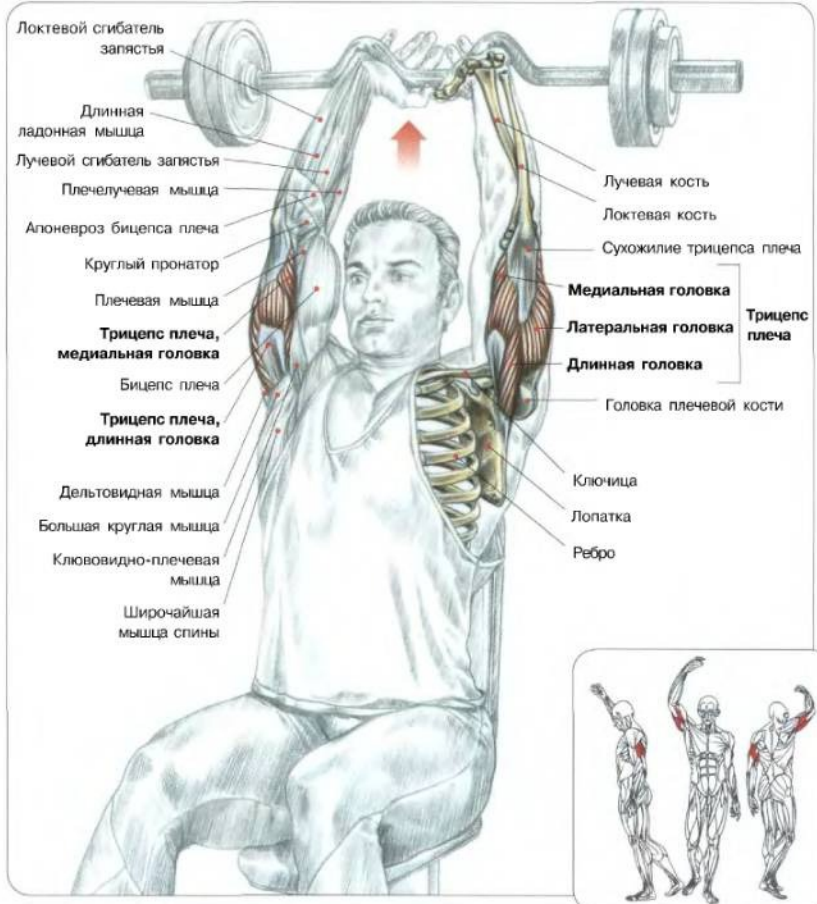 Локтевой сгибатель
запястья
Длинная
ладонная мышца
Лучевой сгибатель запястья
Плечелучевая мышца
Апоневроз бицепса плеча
Круглый пронатор
Плечевая мышца
Трицепс плеча,
медиальная головка
Бицепс плеча
Трицепс плеча,
длинная головка
Дельтовидная мышца
Большая круглая мышца
Клювовидно-плечевая
мышца
Широчайшая
мышца спины
Лучевая кость
Локтевая кость
Сухожилие трицепса плеча
Медиальная головка
Латеральная головка
Длинная головка
Трицепс
плеча
Головка плечевой кости
Ключица
Лопатка
Ребро